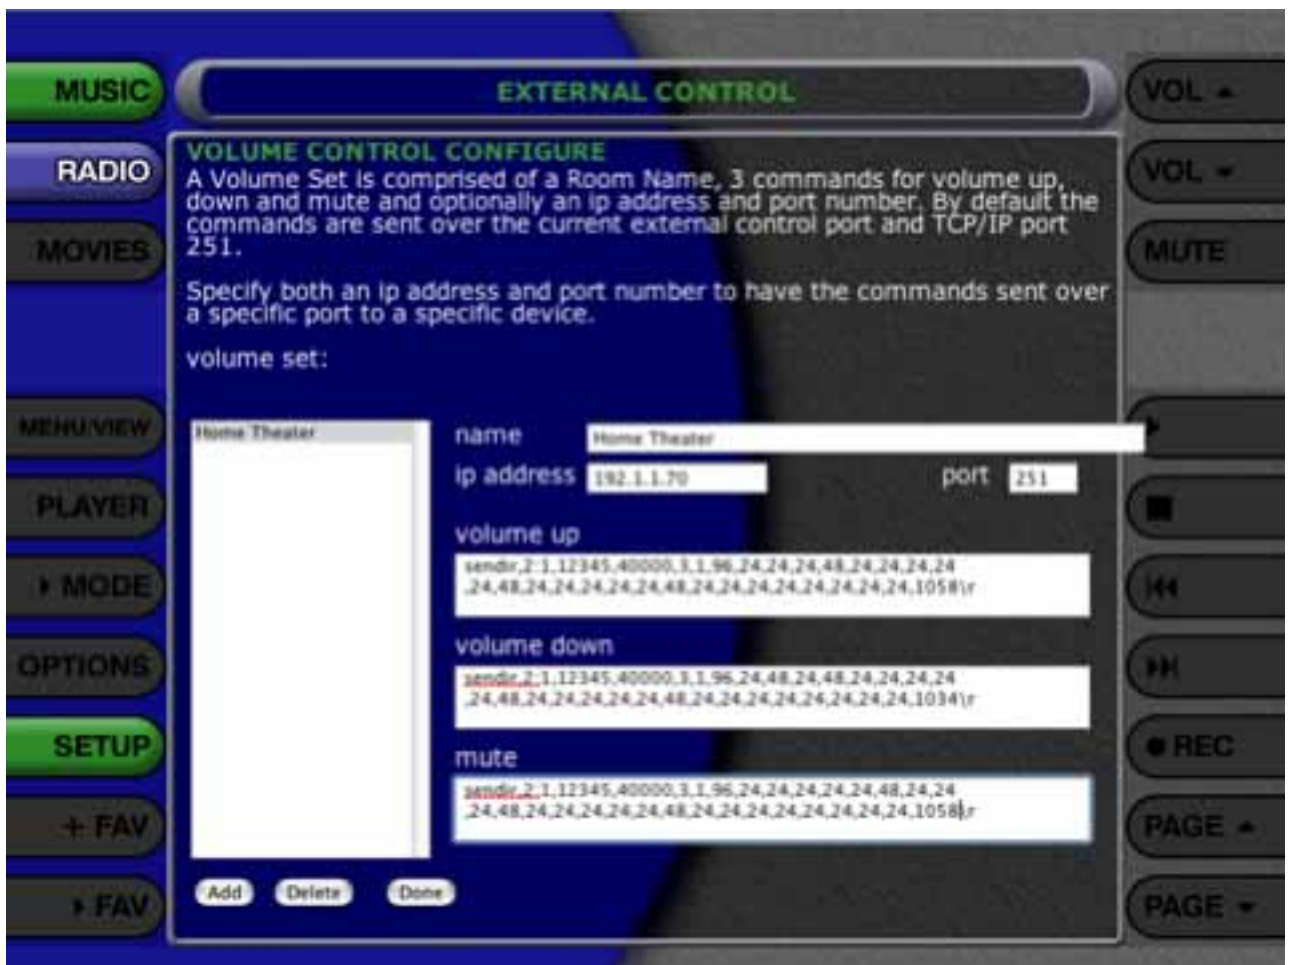 EXTERNAL CONTROL
MUSIC
RADIO
MOVIES
MENU/VIEW
PLAYER
MODE
OPTIONS
SETUP
+ FAV
FAV
VOLUME CONTROL CONFIGURE
A Volume Set is comprised of a Room Name, 3 commands for volume up,
down and mute and optionally an ip address and port number. By default the
commands are sent over the current external control port and TCP/IP port
251.
Specify both an ip address and port number to have the commands sent over
a specific port to a specific device.
volume set:
Home Theater
name Home Theater
ip address 192.1.1.70 port 251
volume up
sendir,2:1,12345,40000,3,1,96,24,24,24,48,24,24,24,24
,24,48,24,24,24,24,24,48,24,24,24,24,24,24,24,24,24,1058\r
volume down
sendir,2:1,12345,40000,3,1,96,24,48,24,48,24,24,24,24
,24,48,24,24,24,24,24,48,24,24,24,24,24,24,24,24,24,1034\r
mute
sendir,2:1,12345,40000,3,1,96,24,24,24,24,24,48,24,24
,24,48,24,24,24,24,24,48,24,24,24,24,24,24,24,24,24,1058\r
Add Delete Done
VOL
VOL
MUTE
REC
PAGE
PAGE